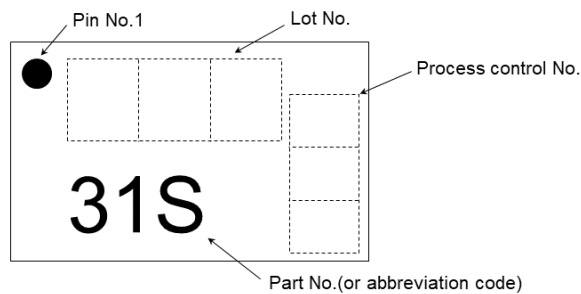 Pin No.1
Lot No.
Process control No.
31S
Part No.(or abbreviation code)